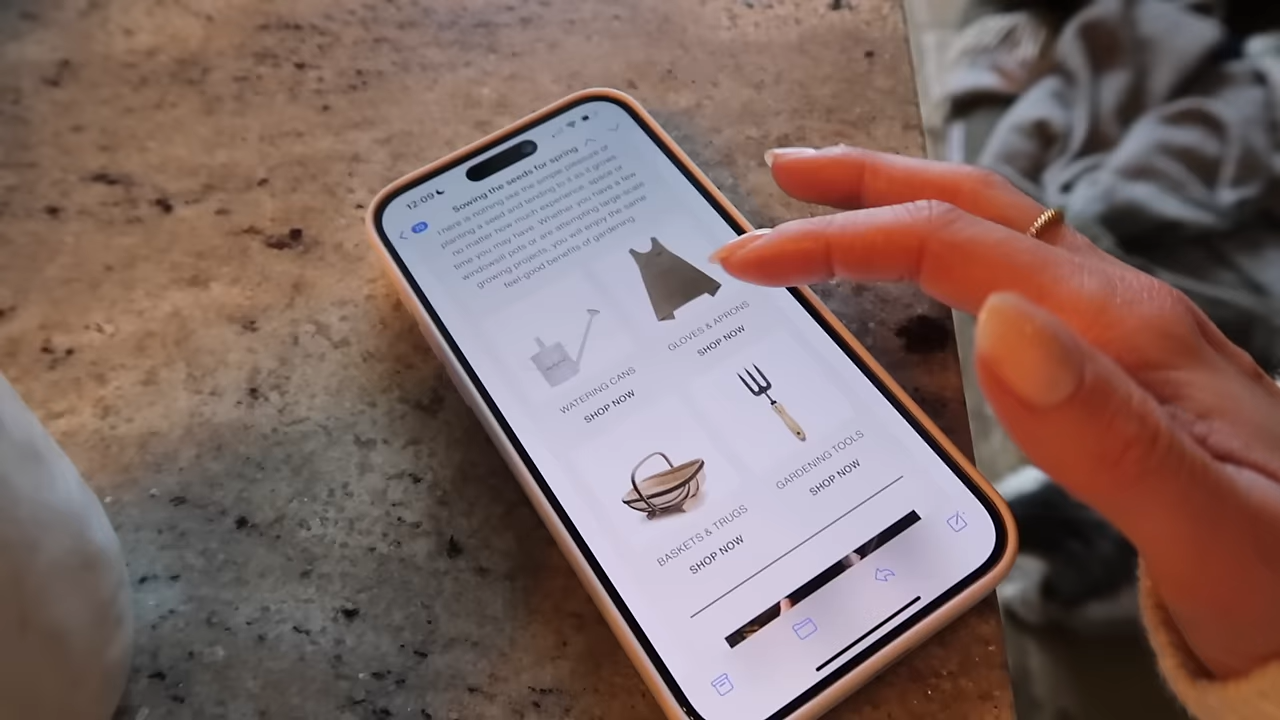 12:09
Sowing the seeds for spring
There is nothing like the simple pleasure of
planting a seed and tending to it as it grows,
no matter how much experience, space or
time you may have. Whether you have a few
windowsill pots or are attempting large-scale
growing projects, you will enjoy the same
feel-good benefits of gardening
WATERING CANS
SHOP NOW
GLOVES & APRONS
SHOP NOW
BASKETS & TRUGS
SHOP NOW
GARDENING TOOLS
SHOP NOW